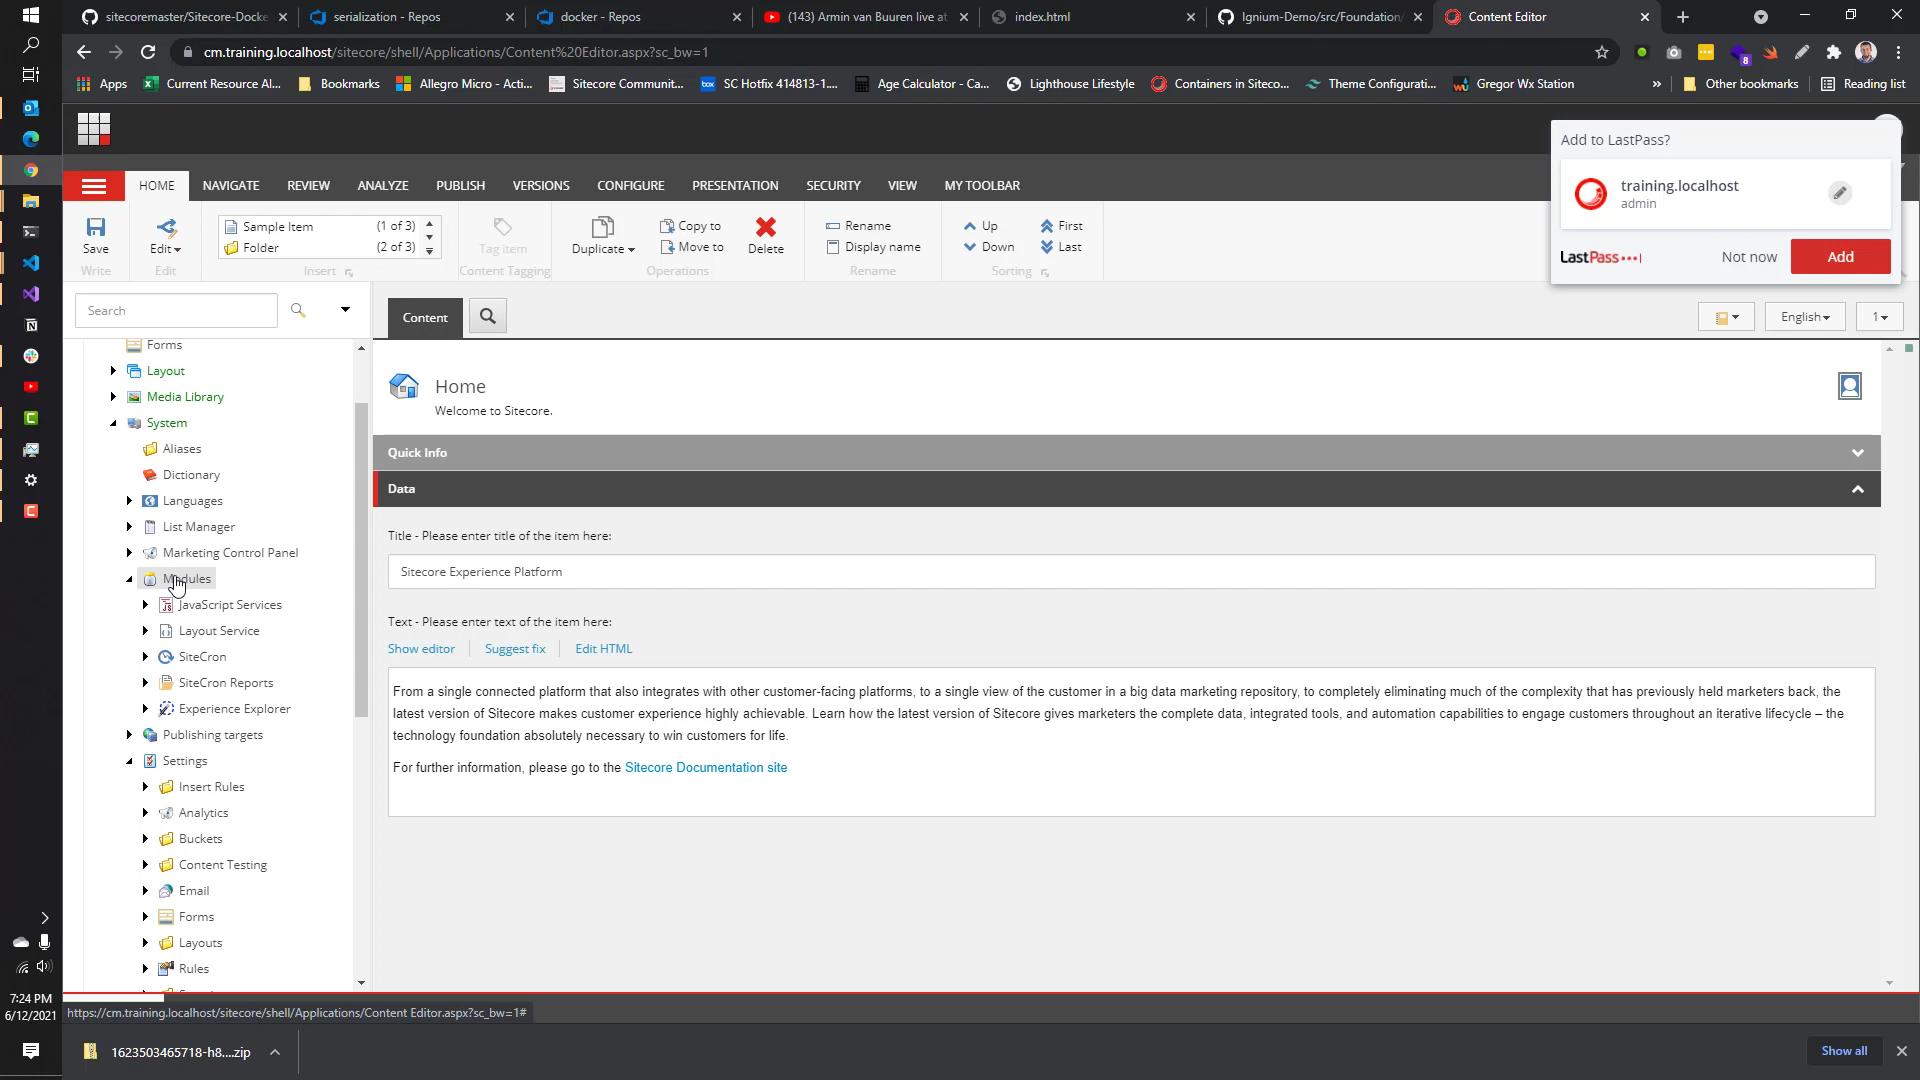 sitecoremaster/Sitecore-Docke
serialization - Repos
docker - Repos
(143) Armin van Buuren live at
index.html
Ignium-Demo/src/Foundation/
Content Editor
cm.training.localhost/sitecore/shell/Applications/Content%20Editor.aspx?sc_bw=1
8
Apps
Current Resource Al...
Bookmarks
Allegro Micro - Acti...
Sitecore Communit...
SC Hotfix 414813-1....
Age Calculator - Ca...
Lighthouse Lifestyle
Containers in Siteco...
Theme Configurati...
Gregor Wx Station
»
Other bookmarks
Reading list
Add to LastPass?
training.localhost
admin
LastPass
Not now
Add
HOME
NAVIGATE
REVIEW
ANALYZE
PUBLISH
VERSIONS
CONFIGURE
PRESENTATION
SECURITY
VIEW
MY TOOLBAR
Save
Write
Edit
Edit
Sample Item (1 of 3)
Folder (2 of 3)
Insert
Tag item
Content Tagging
Duplicate
Copy to
Move to
Delete
Operations
Rename
Display name
Rename
Up
Down
First
Last
Sorting
Search
Content
English
1
Forms
Layout
Media Library
System
Aliases
Dictionary
Languages
List Manager
Marketing Control Panel
Modules
JavaScript Services
Layout Service
SiteCron
SiteCron Reports
Experience Explorer
Publishing targets
Settings
Insert Rules
Analytics
Buckets
Content Testing
Email
Forms
Layouts
Rules
Home
Welcome to Sitecore.
Quick Info
Data
Title - Please enter title of the item here:
Sitecore Experience Platform
Text - Please enter text of the item here:
Show editor
Suggest fix
Edit HTML
From a single connected platform that also integrates with other customer-facing platforms, to a single view of the customer in a big data marketing repository, to completely eliminating much of the complexity that has previously held marketers back, the
latest version of Sitecore makes customer experience highly achievable. Learn how the latest version of Sitecore gives marketers the complete data, integrated tools, and automation capabilities to engage customers throughout an iterative lifecycle – the
technology foundation absolutely necessary to win customers for life.
For further information, please go to the Sitecore Documentation site
7:24 PM
6/12/2021
https://cm.training.localhost/sitecore/shell/Applications/Content Editor.aspx?sc_bw=1#
1623503465718-h8....zip
Show all